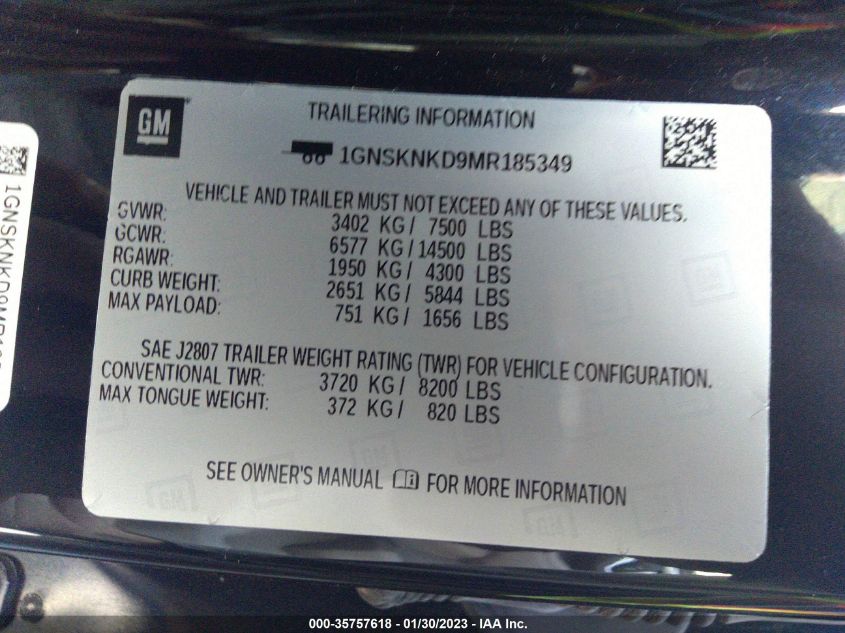 GM
TRAILERING INFORMATION
1GNSKNKD9MR185349
VEHICLE AND TRAILER MUST NOT EXCEED ANY OF THESE VALUES.
GVWR: 3402 KG / 7500 LBS
GCWR: 6577 KG / 14500 LBS
RGAWR: 1950 KG / 4300 LBS
CURB WEIGHT: 2651 KG / 5844 LBS
MAX PAYLOAD: 751 KG / 1656 LBS
SAE J2807 TRAILER WEIGHT RATING (TWR) FOR VEHICLE CONFIGURATION.
CONVENTIONAL TWR: 3720 KG / 8200 LBS
MAX TONGUE WEIGHT: 372 KG / 820 LBS
SEE OWNER'S MANUAL FOR MORE INFORMATION
000-35757618 - 01/30/2023 - IAA Inc.